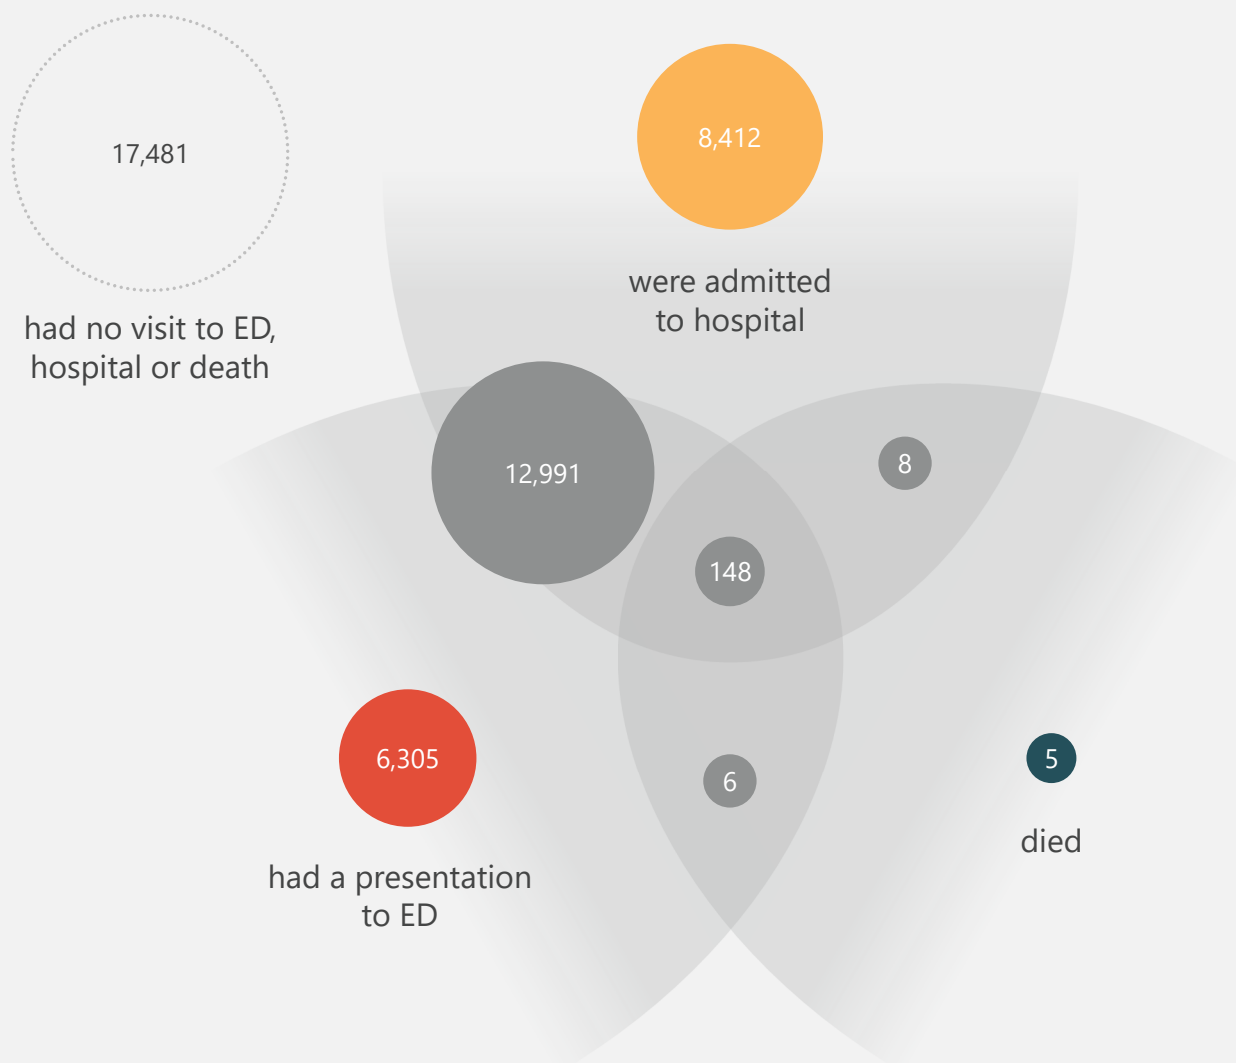 17,481
had no visit to ED,
hospital or death
8,412
were admitted
to hospital
12,991
8
148
6,305
had a presentation
to ED
6
5
died